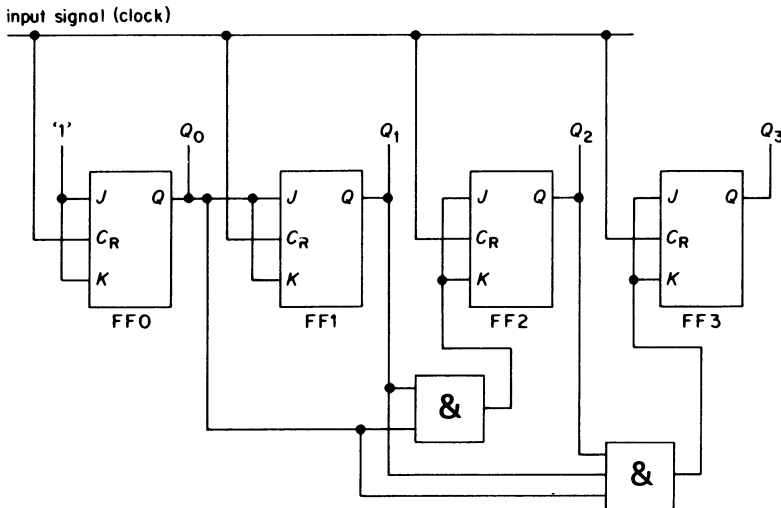 input signal (clock)
'1' Q0 Q1 Q2 Q3
J Q J Q J Q J Q
CR CR CR CR
K K K K
FF0 FF1 FF2 FF3
&
&